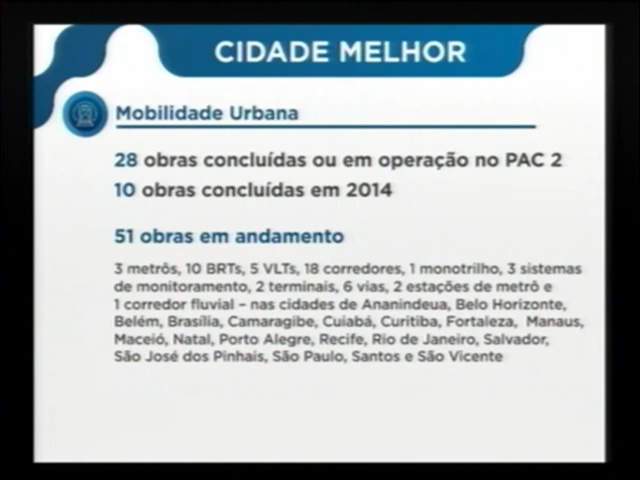 CIDADE MELHOR
Mobilidade Urbana
28 obras concluídas ou em operação no PAC 2
10 obras concluídas em 2014
51 obras em andamento
3 metrôs, 10 BRTs, 5 VLTs, 18 corredores, 1 monotrilho, 3 sistemas
de monitoramento, 2 terminais, 6 vias, 2 estações de metrô e
1 corredor fluvial – nas cidades de Ananindeua, Belo Horizonte,
Belém, Brasília, Camaragibe, Cuiabá, Curitiba, Fortaleza, Manaus,
Maceió, Natal, Porto Alegre, Recife, Rio de Janeiro, Salvador,
São José dos Pinhais, São Paulo, Santos e São Vicente